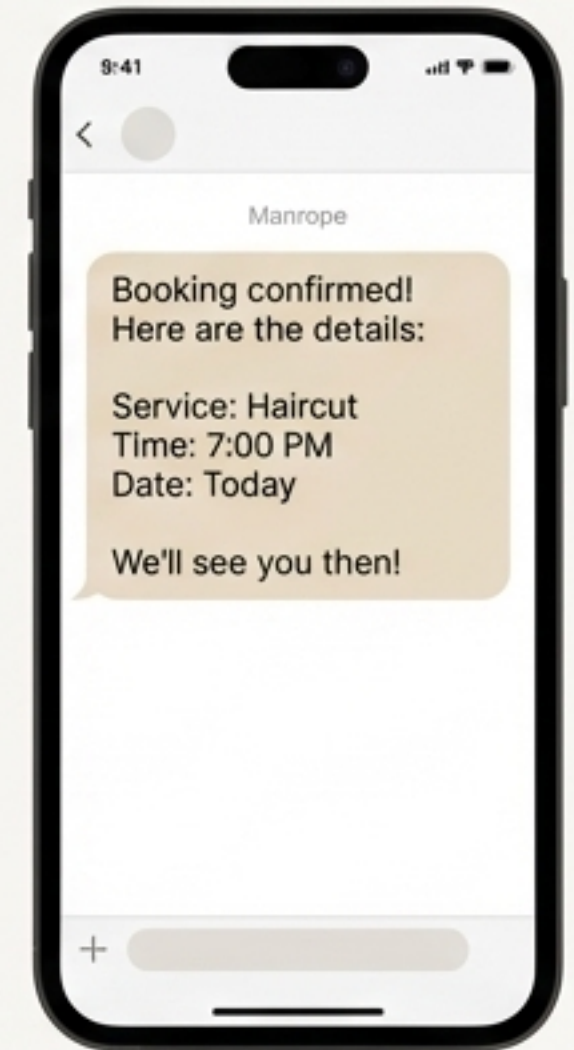 9:41
Manrope
Booking confirmed!
Here are the details:
Service: Haircut
Time: 7:00 PM
Date: Today
We'll see you then!